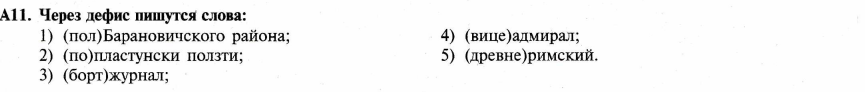 А11. Через дефис пишутся слова:
1) (пол)Барановичского района;
2) (по)пластунски ползти;
3) (борт)журнал;
4) (вице)адмирал;
5) (древне)римский.